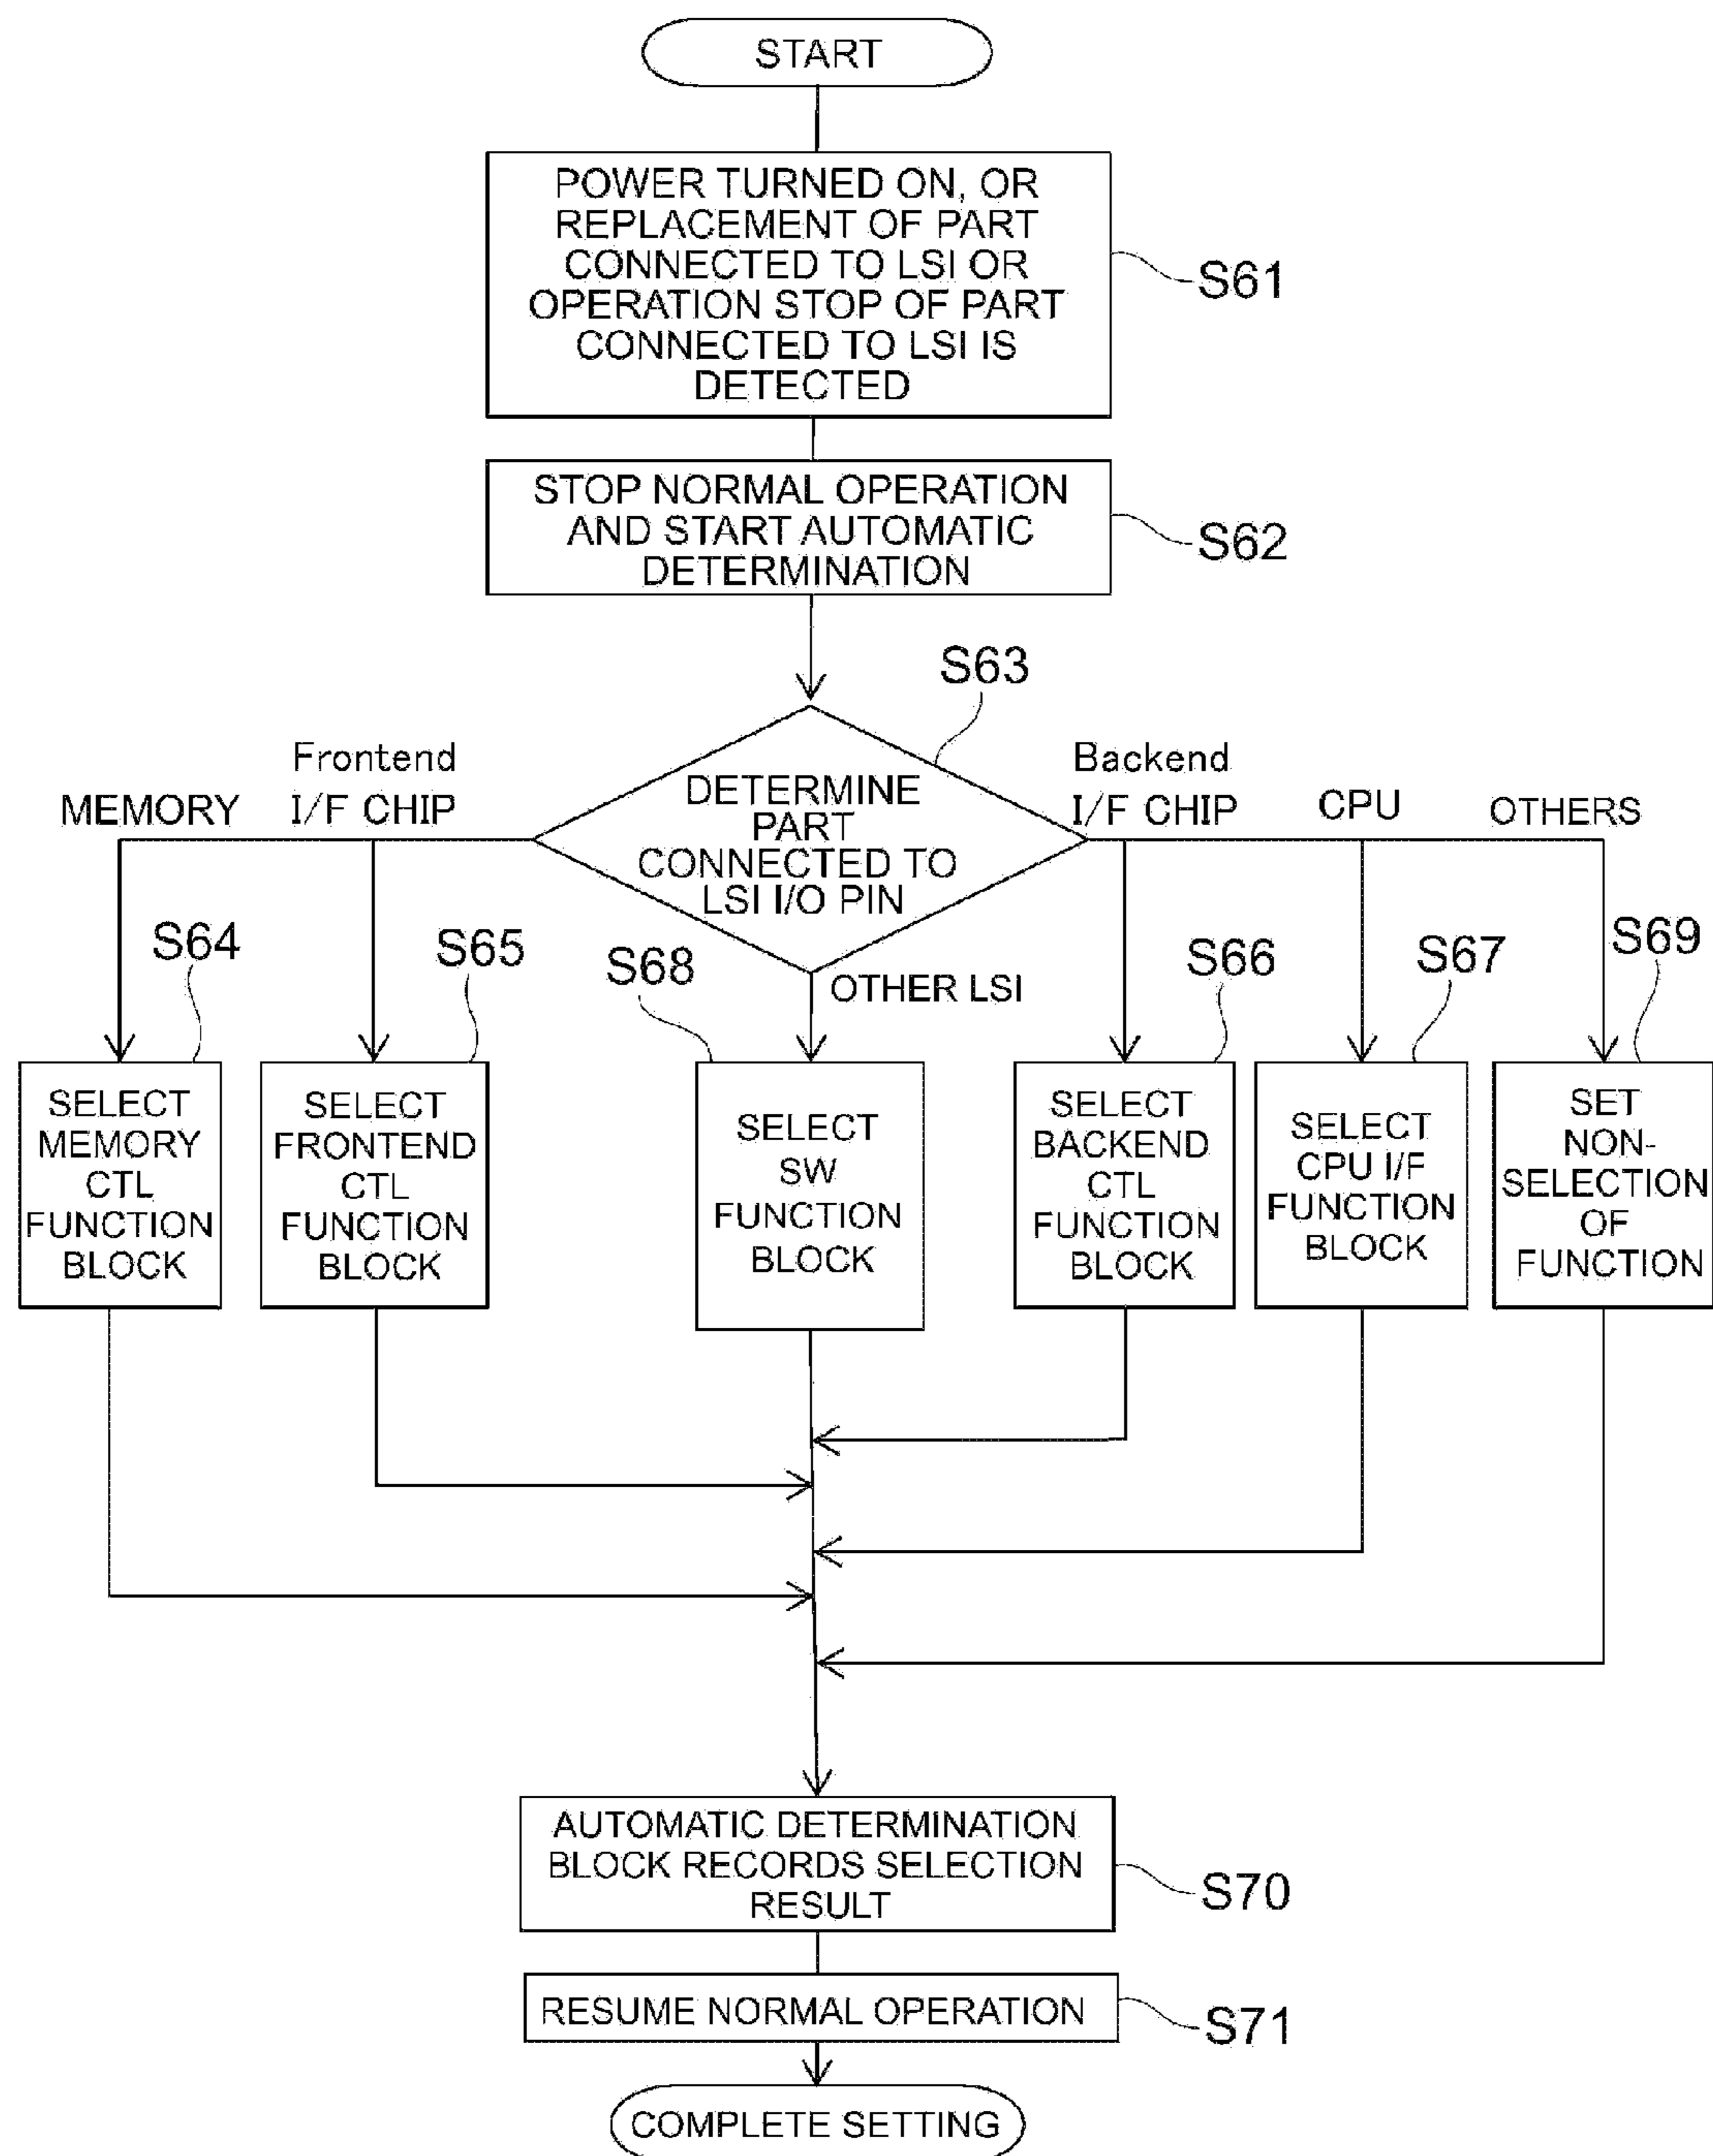 START
POWER TURNED ON, OR
REPLACEMENT OF PART
CONNECTED TO LSI OR
OPERATION STOP OF PART
CONNECTED TO LSI IS
DETECTED
S61
STOP NORMAL OPERATION
AND START AUTOMATIC
DETERMINATION
S62
S63
DETERMINE
PART
CONNECTED TO
LSI I/O PIN
MEMORY
Frontend
I/F CHIP
Backend
I/F CHIP
CPU
OTHERS
OTHER LSI
S64
SELECT
MEMORY
CTL
FUNCTION
BLOCK
S65
SELECT
FRONTEND
CTL
FUNCTION
BLOCK
S68
SELECT
SW
FUNCTION
BLOCK
S66
SELECT
BACKEND
CTL
FUNCTION
BLOCK
S67
SELECT
CPU I/F
FUNCTION
BLOCK
S69
SET
NON-
SELECTION
OF
FUNCTION
AUTOMATIC DETERMINATION
BLOCK RECORDS SELECTION
RESULT
S70
RESUME NORMAL OPERATION
S71
COMPLETE SETTING